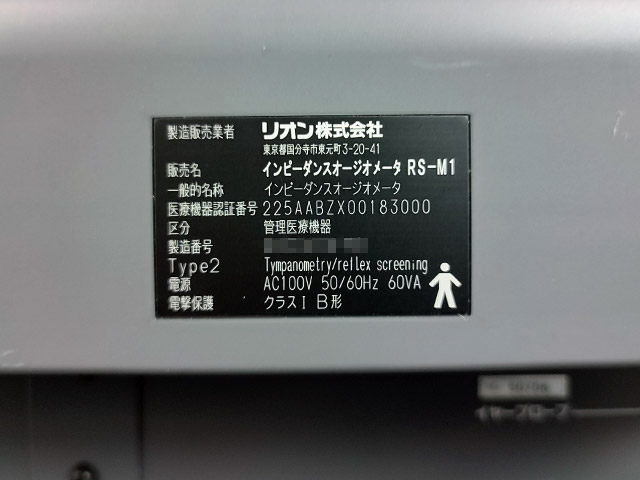 製造販売業者 リオン株式会社
東京都国分寺市東元町3-20-41
販売名 インピーダンスオージオメータ RS-M1
一般的名称 インピーダンスオージオメータ
医療機器認証番号 225AABZX00183000
区分 管理医療機器
製造番号
Type2 Tympanometry/reflex screening
電源 AC100V 50/60Hz 60VA
電撃保護 クラスⅠ B形
イヤープローブ